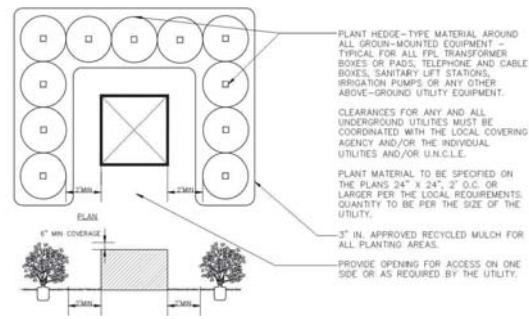 PLANT HEDGE-TYPE MATERIAL AROUND
ALL GROUN-MOUNTED EQUIPMENT -
TYPICAL FOR ALL FPL TRANSFORMER
BOXES OR PADS, TELEPHONE AND CABLE
BOXES, SANITARY LIFT STATIONS,
IRRIGATION PUMPS OR ANY OTHER
ABOVE-GROUND UTILITY EQUIPMENT.
CLEARANCES FOR ANY AND ALL
UNDERGROUND UTILITIES MUST BE
COORDINATED WITH THE LOCAL COVERING
AGENCY AND/OR THE INDIVIDUAL
UTILITIES AND/OR U.N.C.L.E.
PLANT MATERIAL TO BE SPECIFIED ON
THE PLANS 24" X 24", 2' O.C. OR
LARGER PER THE LOCAL REQUIREMENTS.
QUANTITY TO BE PER THE SIZE OF THE
UTILITY.
3" IN. APPROVED RECYCLED MULCH FOR
ALL PLANTING AREAS.
PROVIDE OPENING FOR ACCESS ON ONE
SIDE OR AS REQUIRED BY THE UTILITY.
2'MIN
2'MIN
PLAN
6" MIN COVERAGE
2'MIN
2'MIN